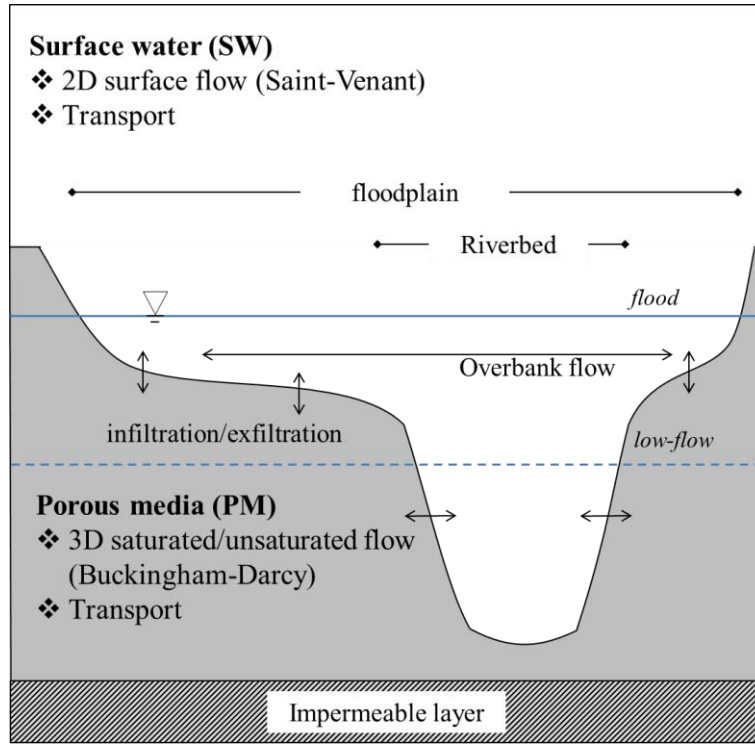 Surface water (SW)
❖ 2D surface flow (Saint-Venant)
❖ Transport
floodplain
Riverbed
flood
Overbank flow
infiltration/exfiltration
low-flow
Porous media (PM)
❖ 3D saturated/unsaturated flow
(Buckingham-Darcy)
❖ Transport
Impermeable layer